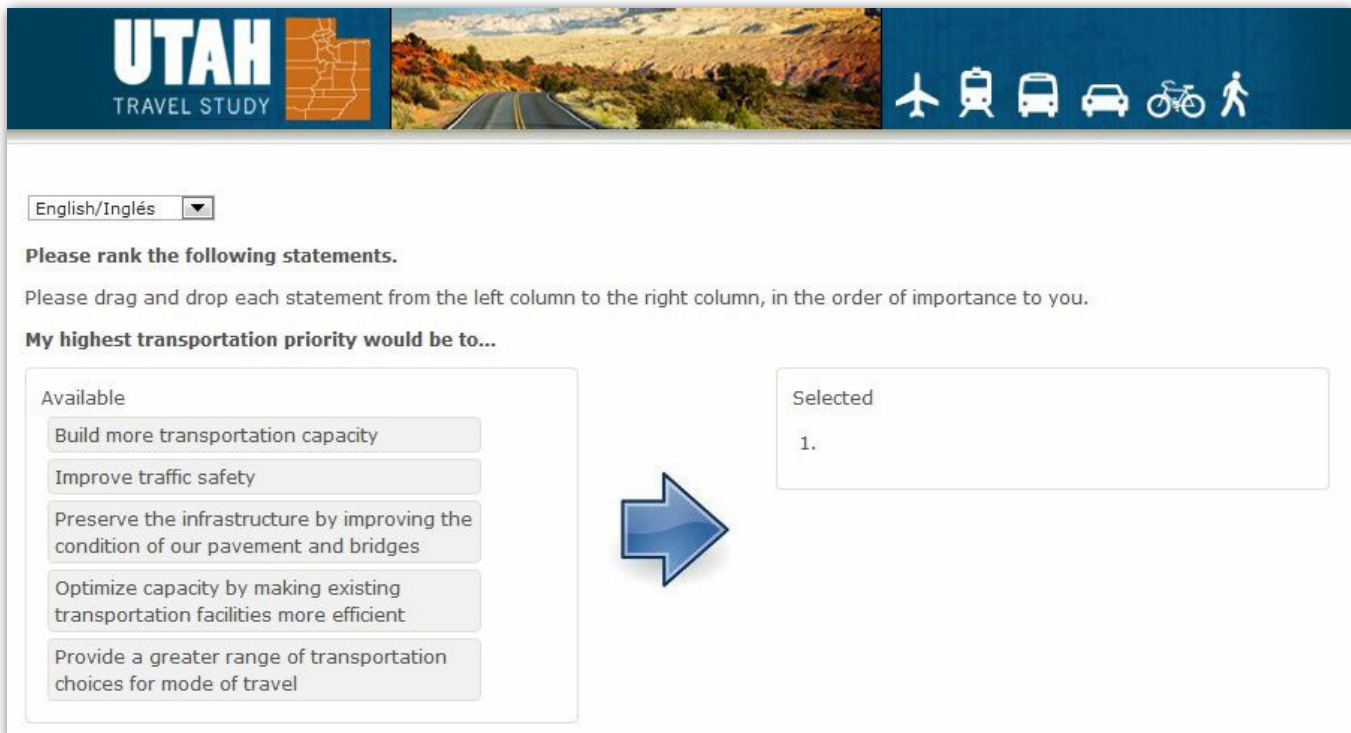 UTAH
TRAVEL STUDY
English/Inglés
Please rank the following statements.
Please drag and drop each statement from the left column to the right column, in the order of importance to you.
My highest transportation priority would be to...
Available
Build more transportation capacity
Improve traffic safety
Preserve the infrastructure by improving the
condition of our pavement and bridges
Optimize capacity by making existing
transportation facilities more efficient
Provide a greater range of transportation
choices for mode of travel
Selected
1.